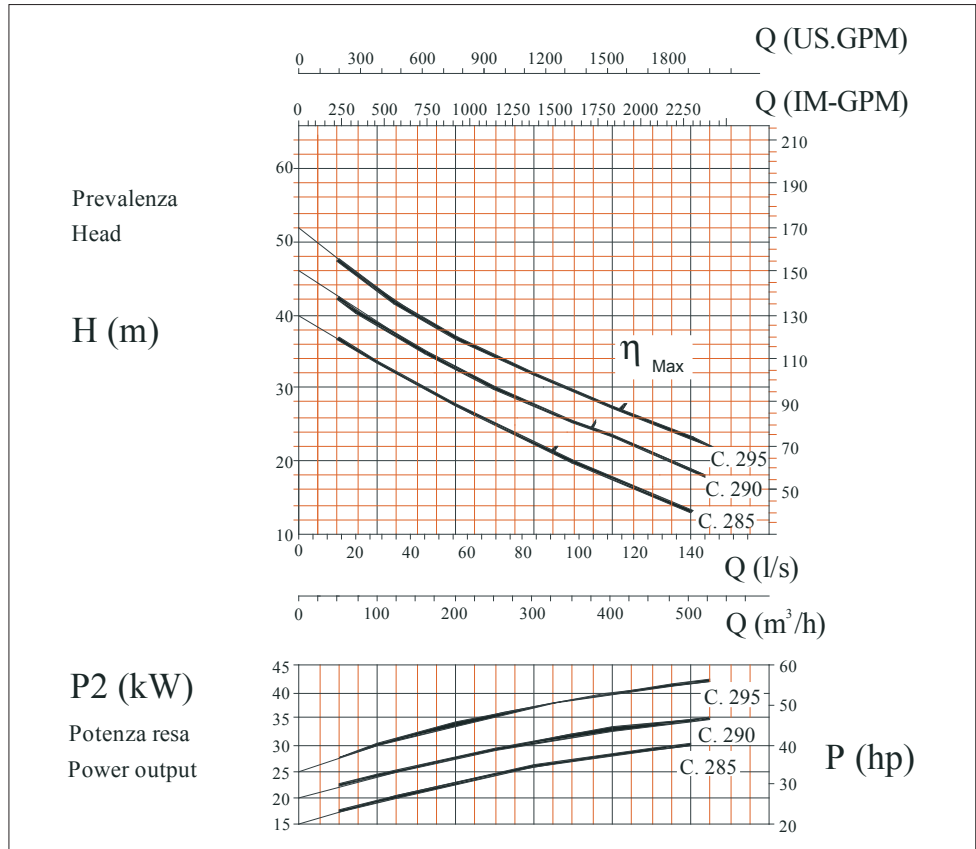 0 300 600 900 1200 1500 1800
Q (US.GPM)
0 250 500 750 1000 1250 1500 1750 2000 2250
Q (IM-GPM)
Prevalenza
Head
H (m)
60
50
40
30
20
10
210
190
170
150
130
110
90
70
50
η Max
C. 295
C. 290
C. 285
0 20 40 60 80 100 120 140
Q (l/s)
0 100 200 300 400 500
Q (m³/h)
P2 (kW)
Potenza resa
Power output
45
40
35
30
25
20
15
C. 295
C. 290
C. 285
60
50
40
30
20
P (hp)